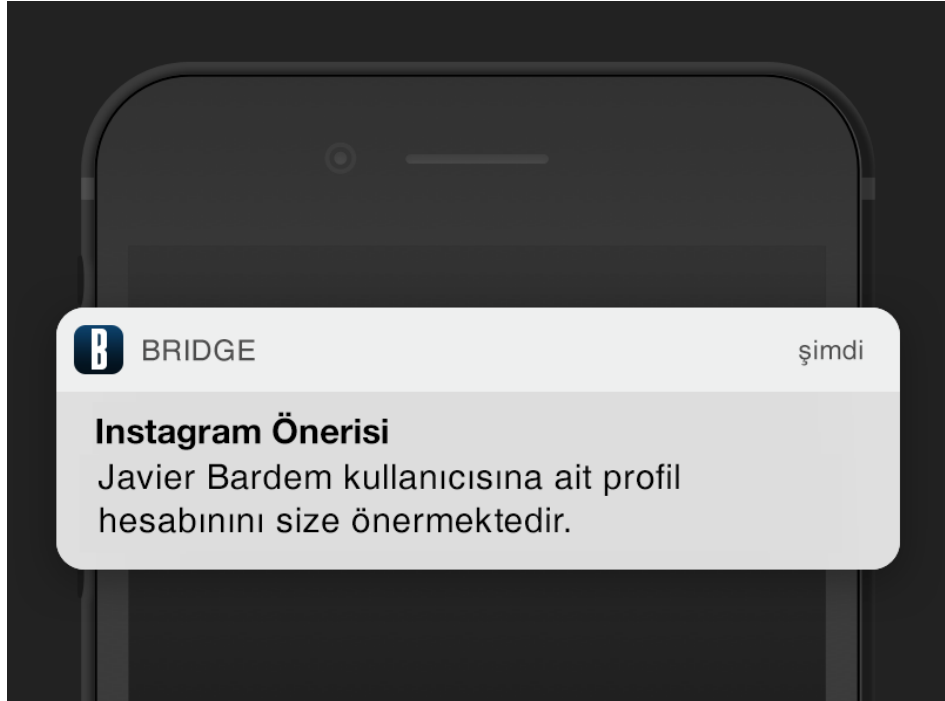 B BRIDGE şimdi
Instagram Önerisi
Javier Bardem kullanıcısına ait profil
hesabınını size önermektedir.